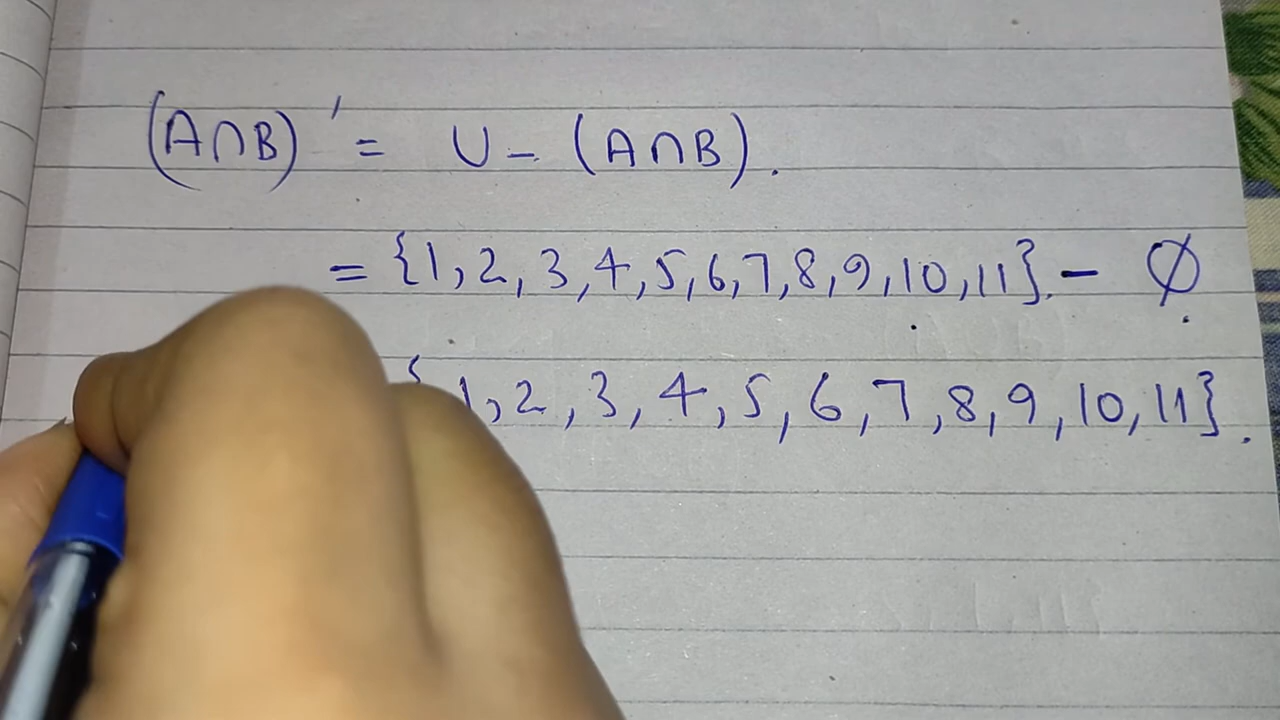 (A∩B)' = U - (A∩B).
= {1,2,3,4,5,6,7,8,9,10,11}. - Ø
{1,2,3,4,5,6,7,8,9,10,11}.